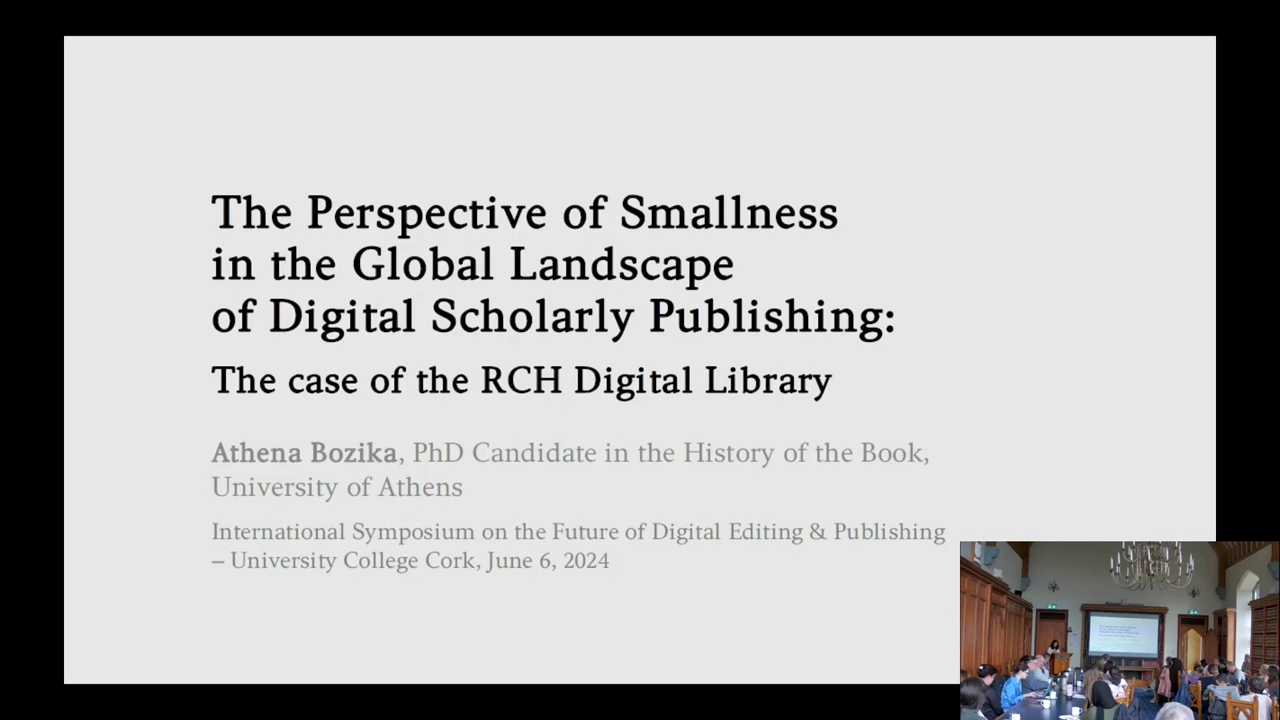 The Perspective of Smallness
in the Global Landscape
of Digital Scholarly Publishing:
The case of the RCH Digital Library
Athena Bozika, PhD Candidate in the History of the Book,
University of Athens
International Symposium on the Future of Digital Editing & Publishing
– University College Cork, June 6, 2024